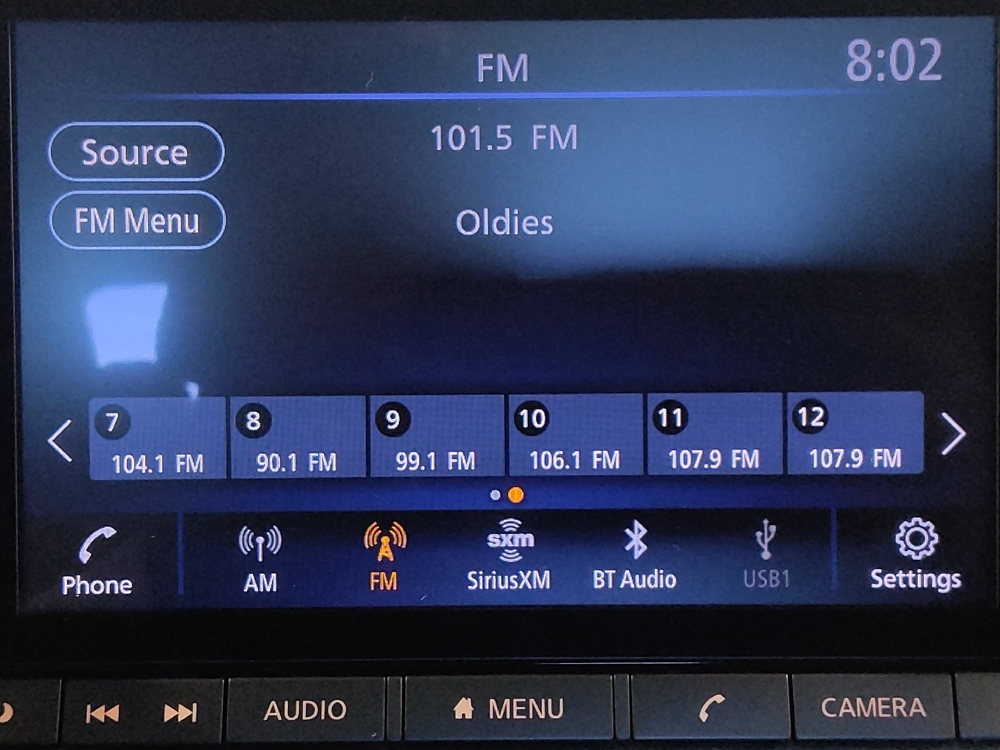 FM
8:02
Source
101.5 FM
FM Menu
Oldies
7 8 9 10 11 12
104.1 FM 90.1 FM 99.1 FM 106.1 FM 107.9 FM 107.9 FM
sxm
Phone AM FM SiriusXM BT Audio USB1 Settings
AUDIO MENU CAMERA